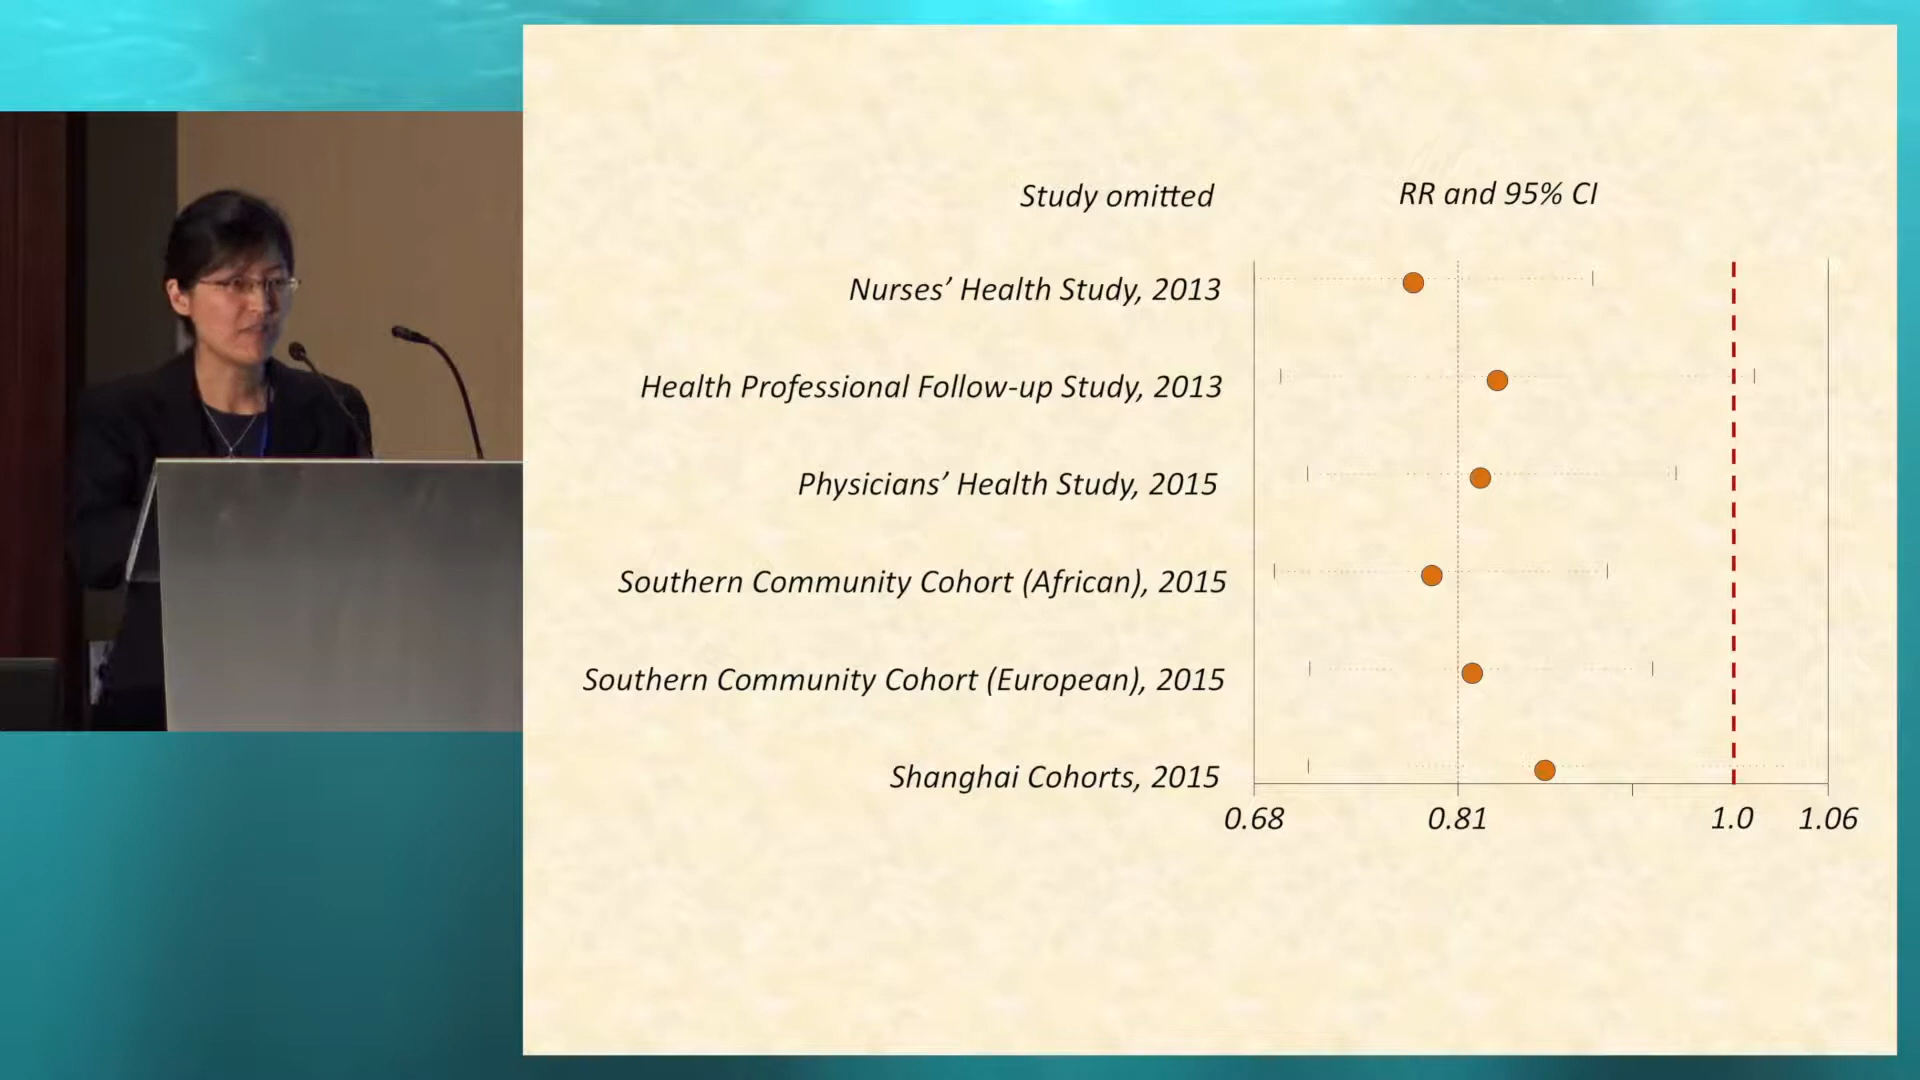 Study omitted RR and 95% CI
Nurses’ Health Study, 2013
Health Professional Follow-up Study, 2013
Physicians’ Health Study, 2015
Southern Community Cohort (African), 2015
Southern Community Cohort (European), 2015
Shanghai Cohorts, 2015
0.68 0.81 1.0 1.06